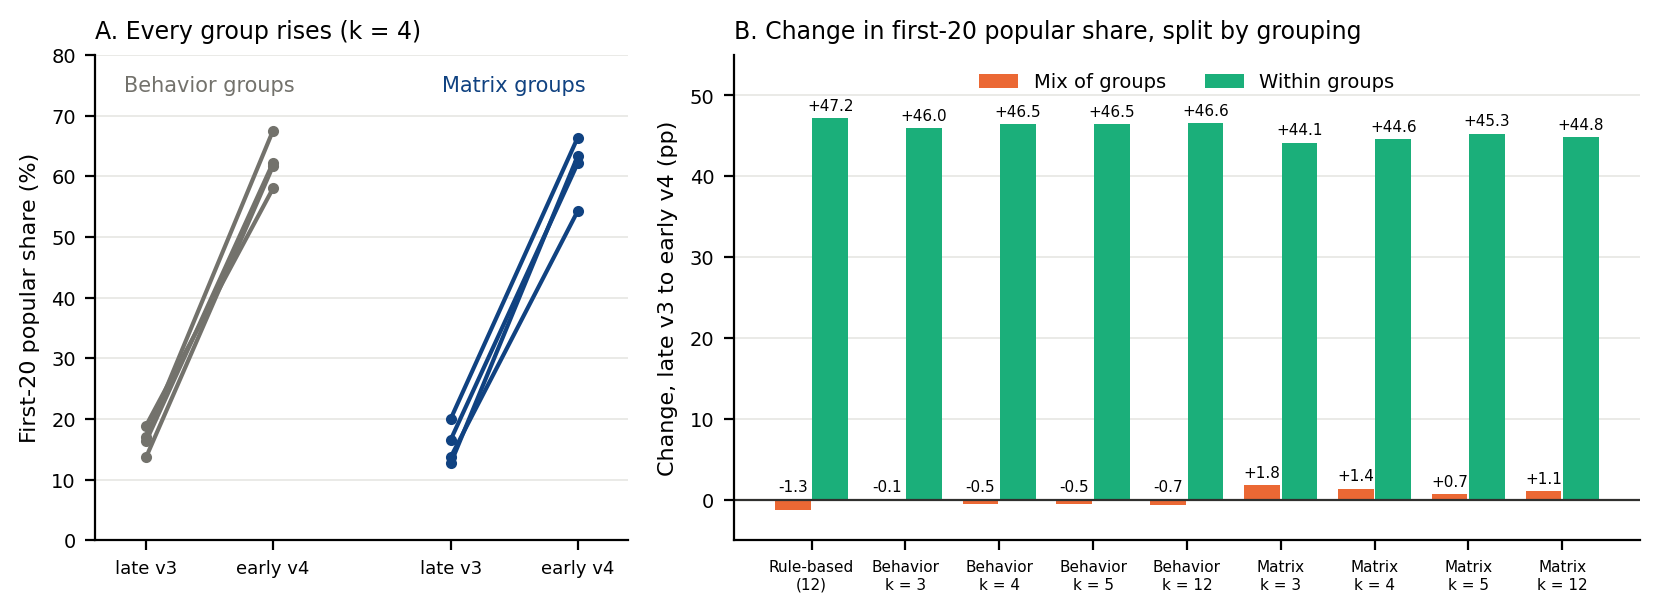 A. Every group rises (k = 4)
First-20 popular share (%)
80
70
60
50
40
30
20
10
0
Behavior groups
Matrix groups
late v3
early v4
late v3
early v4
B. Change in first-20 popular share, split by grouping
Change, late v3 to early v4 (pp)
50
40
30
20
10
0
Mix of groups
Within groups
-1.3
+47.2
-0.1
+46.0
-0.5
+46.5
-0.5
+46.5
-0.7
+46.6
+1.8
+44.1
+1.4
+44.6
+0.7
+45.3
+1.1
+44.8
Rule-based
(12)
Behavior
k = 3
Behavior
k = 4
Behavior
k = 5
Behavior
k = 12
Matrix
k = 3
Matrix
k = 4
Matrix
k = 5
Matrix
k = 12